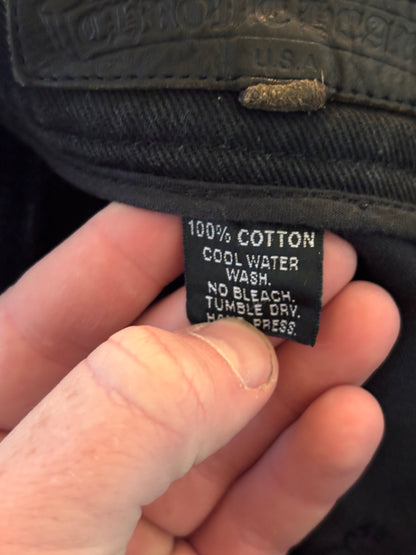 U.S.A
100% COTTON
COOL WATER
WASH.
NO BLEACH.
TUMBLE DRY.
PRESS.